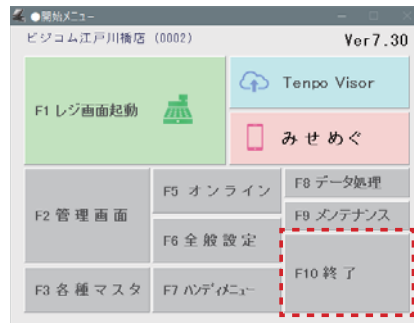 ●開始メニュー
ビジコム江戸川橋店 (0002)
Ver7.30
F1 レジ画面起動
Tenpo Visor
みせめぐ
F2 管理画面
F5 オンライン
F8 データ処理
F9 メンテナンス
F6 全般設定
F10 終了
F3 各種マスタ
F7 ハンディメニュー